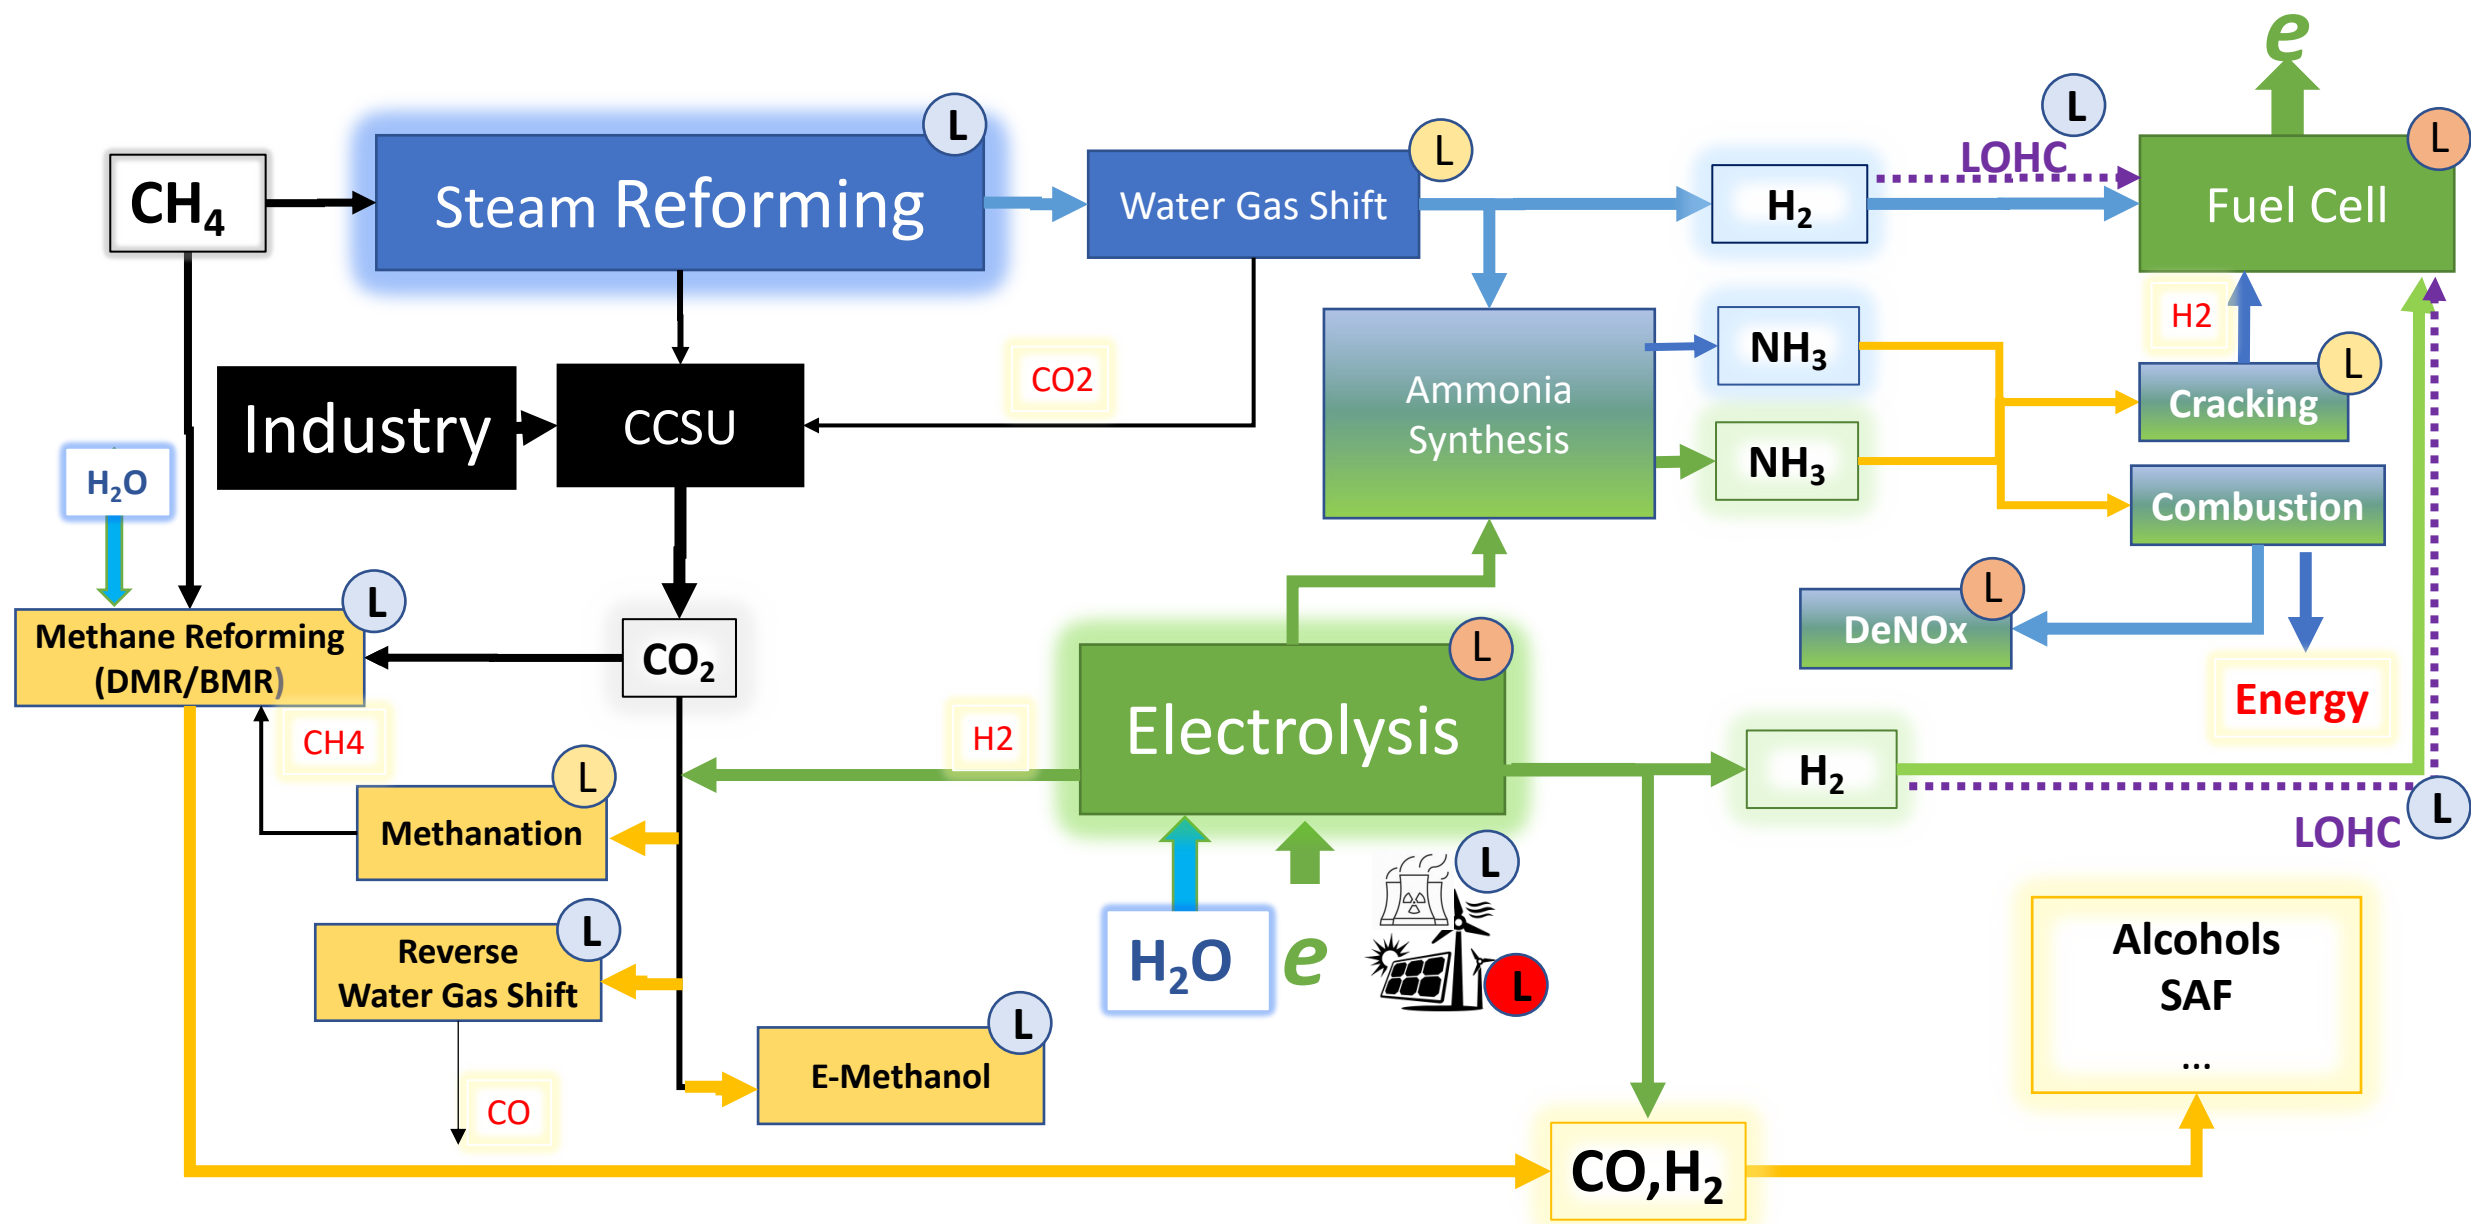 e
L
L
L
L
L
LOHC
CH₄
Steam Reforming
Water Gas Shift
H₂
Fuel Cell
H2
NH₃
CO2
L
Ammonia
Synthesis
Cracking
Industry
CCSU
NH₃
H₂O
Combustion
L
L
L
DeNOx
Methane Reforming
(DMR/BMR)
CO₂
Energy
CH4
H2
Electrolysis
H₂
L
L
L
Methanation
LOHC
L
Reverse
Water Gas Shift
H₂O
e
L
Alcohols
SAF
...
L
E-Methanol
CO
CO,H₂